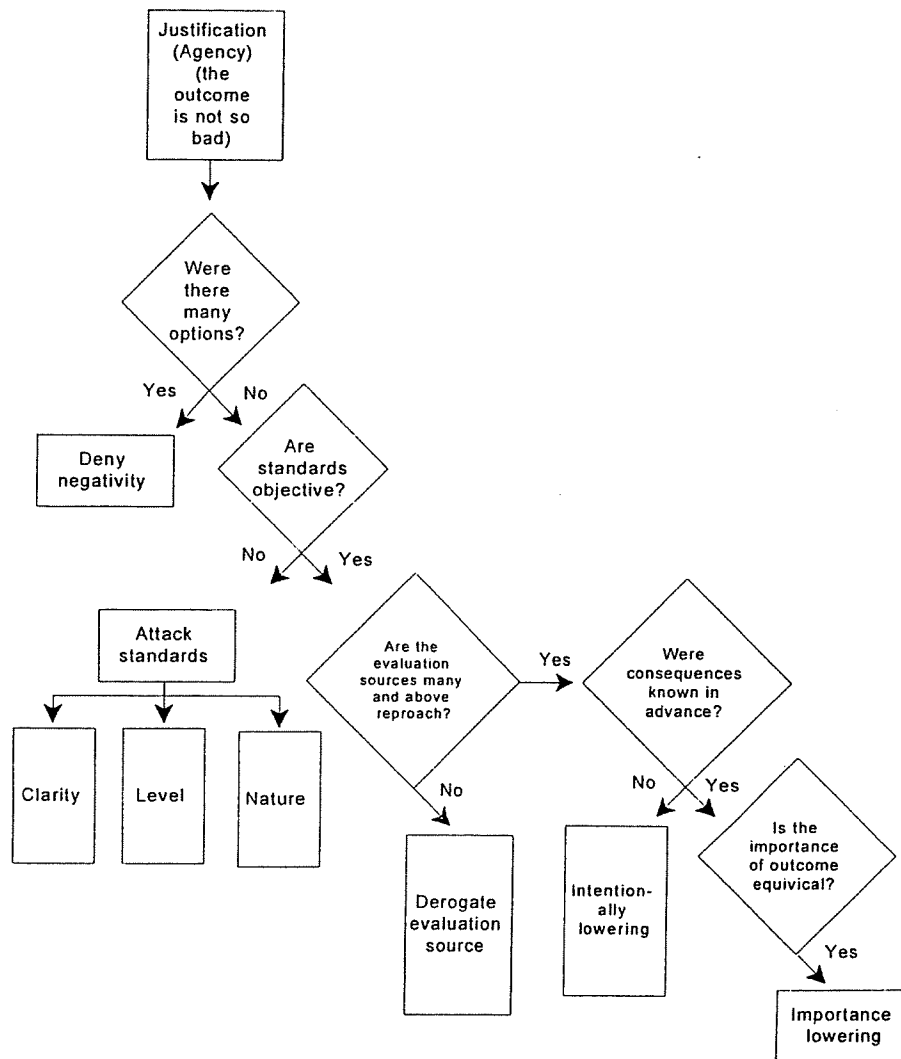 Justification
(Agency)
(the
outcome
is not so
bad)
Were
there
many
options?
Yes
No
Deny
negativity
Are
standards
objective?
No
Yes
Attack
standards
Clarity
Level
Nature
Are the
evaluation
sources many
and above
reproach?
Yes
No
Derogate
evaluation
source
Were
consequences
known in
advance?
No
Yes
Intention-
ally
lowering
Is the
importance
of outcome
equivical?
Yes
Importance
lowering